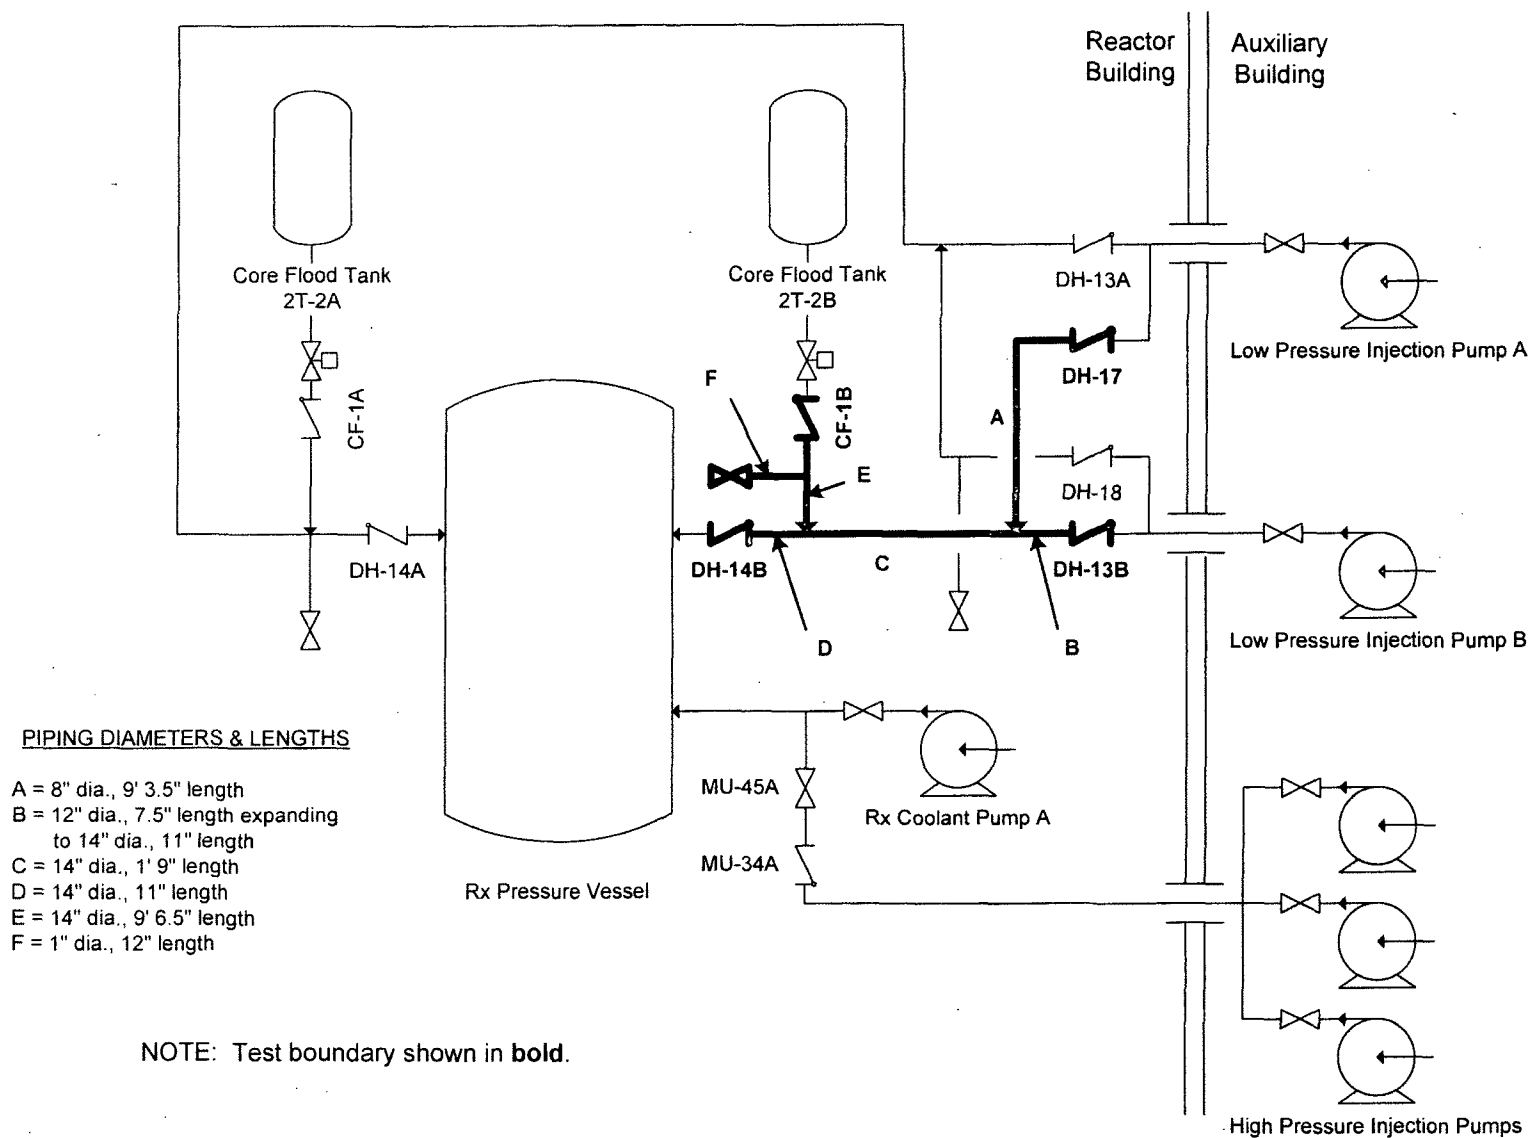 Reactor
Building
Auxiliary
Building
Core Flood Tank
2T-2A
Core Flood Tank
2T-2B
DH-13A
Low Pressure Injection Pump A
DH-17
F
CF-1A
CF-1B
A
E
DH-18
DH-14A
DH-14B
C
DH-13B
D
B
Low Pressure Injection Pump B
PIPING DIAMETERS & LENGTHS
A = 8" dia., 9' 3.5" length
B = 12" dia., 7.5" length expanding
to 14" dia., 11" length
C = 14" dia., 1' 9" length
D = 14" dia., 11" length
E = 14" dia., 9' 6.5" length
F = 1" dia., 12" length
MU-45A
Rx Coolant Pump A
MU-34A
Rx Pressure Vessel
NOTE: Test boundary shown in bold.
High Pressure Injection Pumps